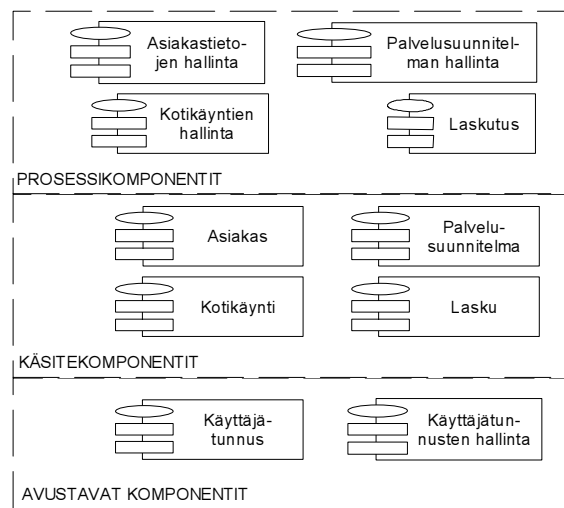 Asiakastieto-
jen hallinta
Palvelusuunnitel-
man hallinta
Kotikäyntien
hallinta
Laskutus
PROSESSIKOMPONENTIT
Asiakas
Palvelu-
suunnitelma
Kotikäynti
Lasku
KÄSITEKOMPONENTIT
Käyttäjä-
tunnus
Käyttäjätun-
nusten hallinta
AVUSTAVAT KOMPONENTIT